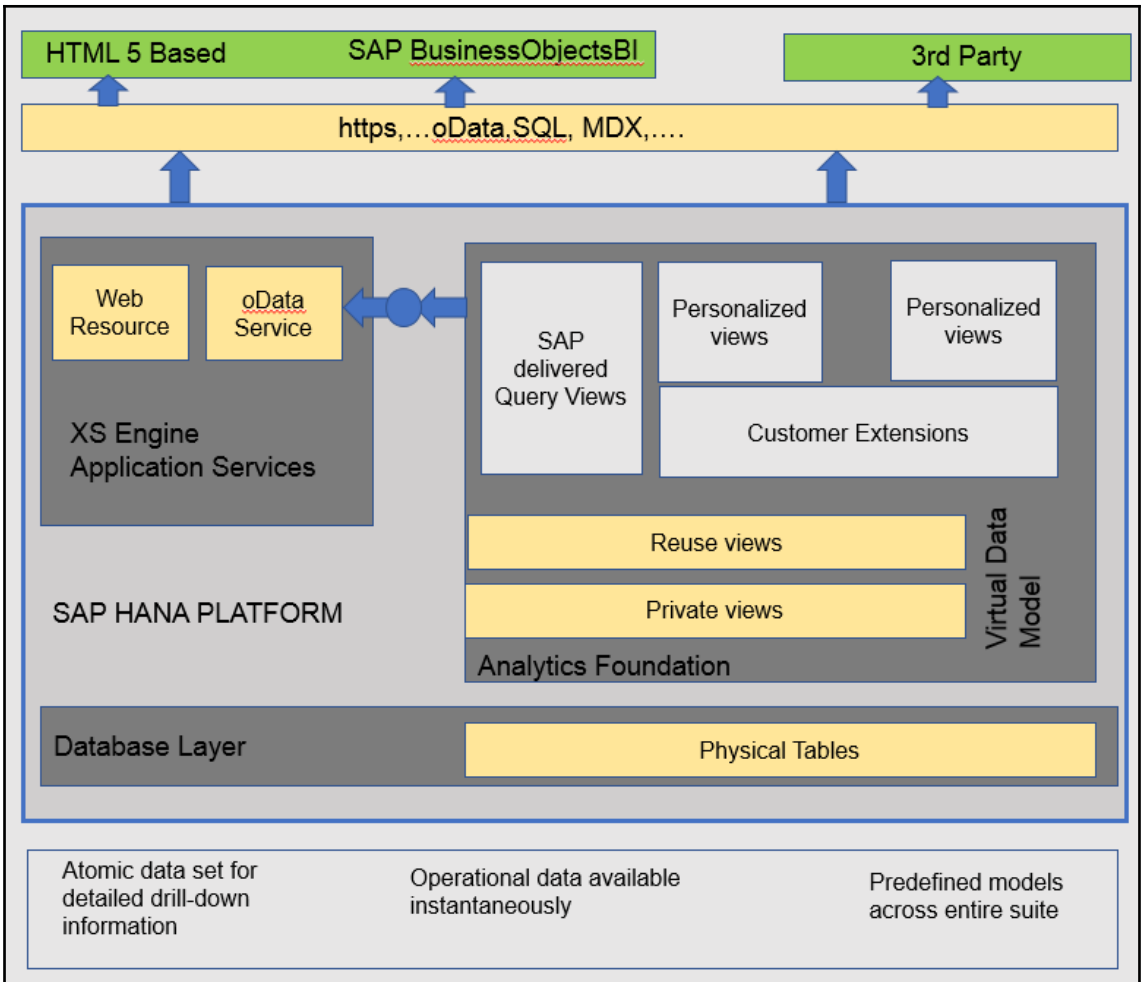 HTML 5 Based
SAP BusinessObjectsBI
3rd Party
https,...oData,SQL, MDX,....
Web
Resource
oData
Service
XS Engine
Application Services
SAP
delivered
Query Views
Personalized
views
Personalized
views
Customer Extensions
Reuse views
Private views
Virtual Data
Model
Analytics Foundation
SAP HANA PLATFORM
Database Layer
Physical Tables
Atomic data set for
detailed drill-down
information
Operational data available
instantaneously
Predefined models
across entire suite